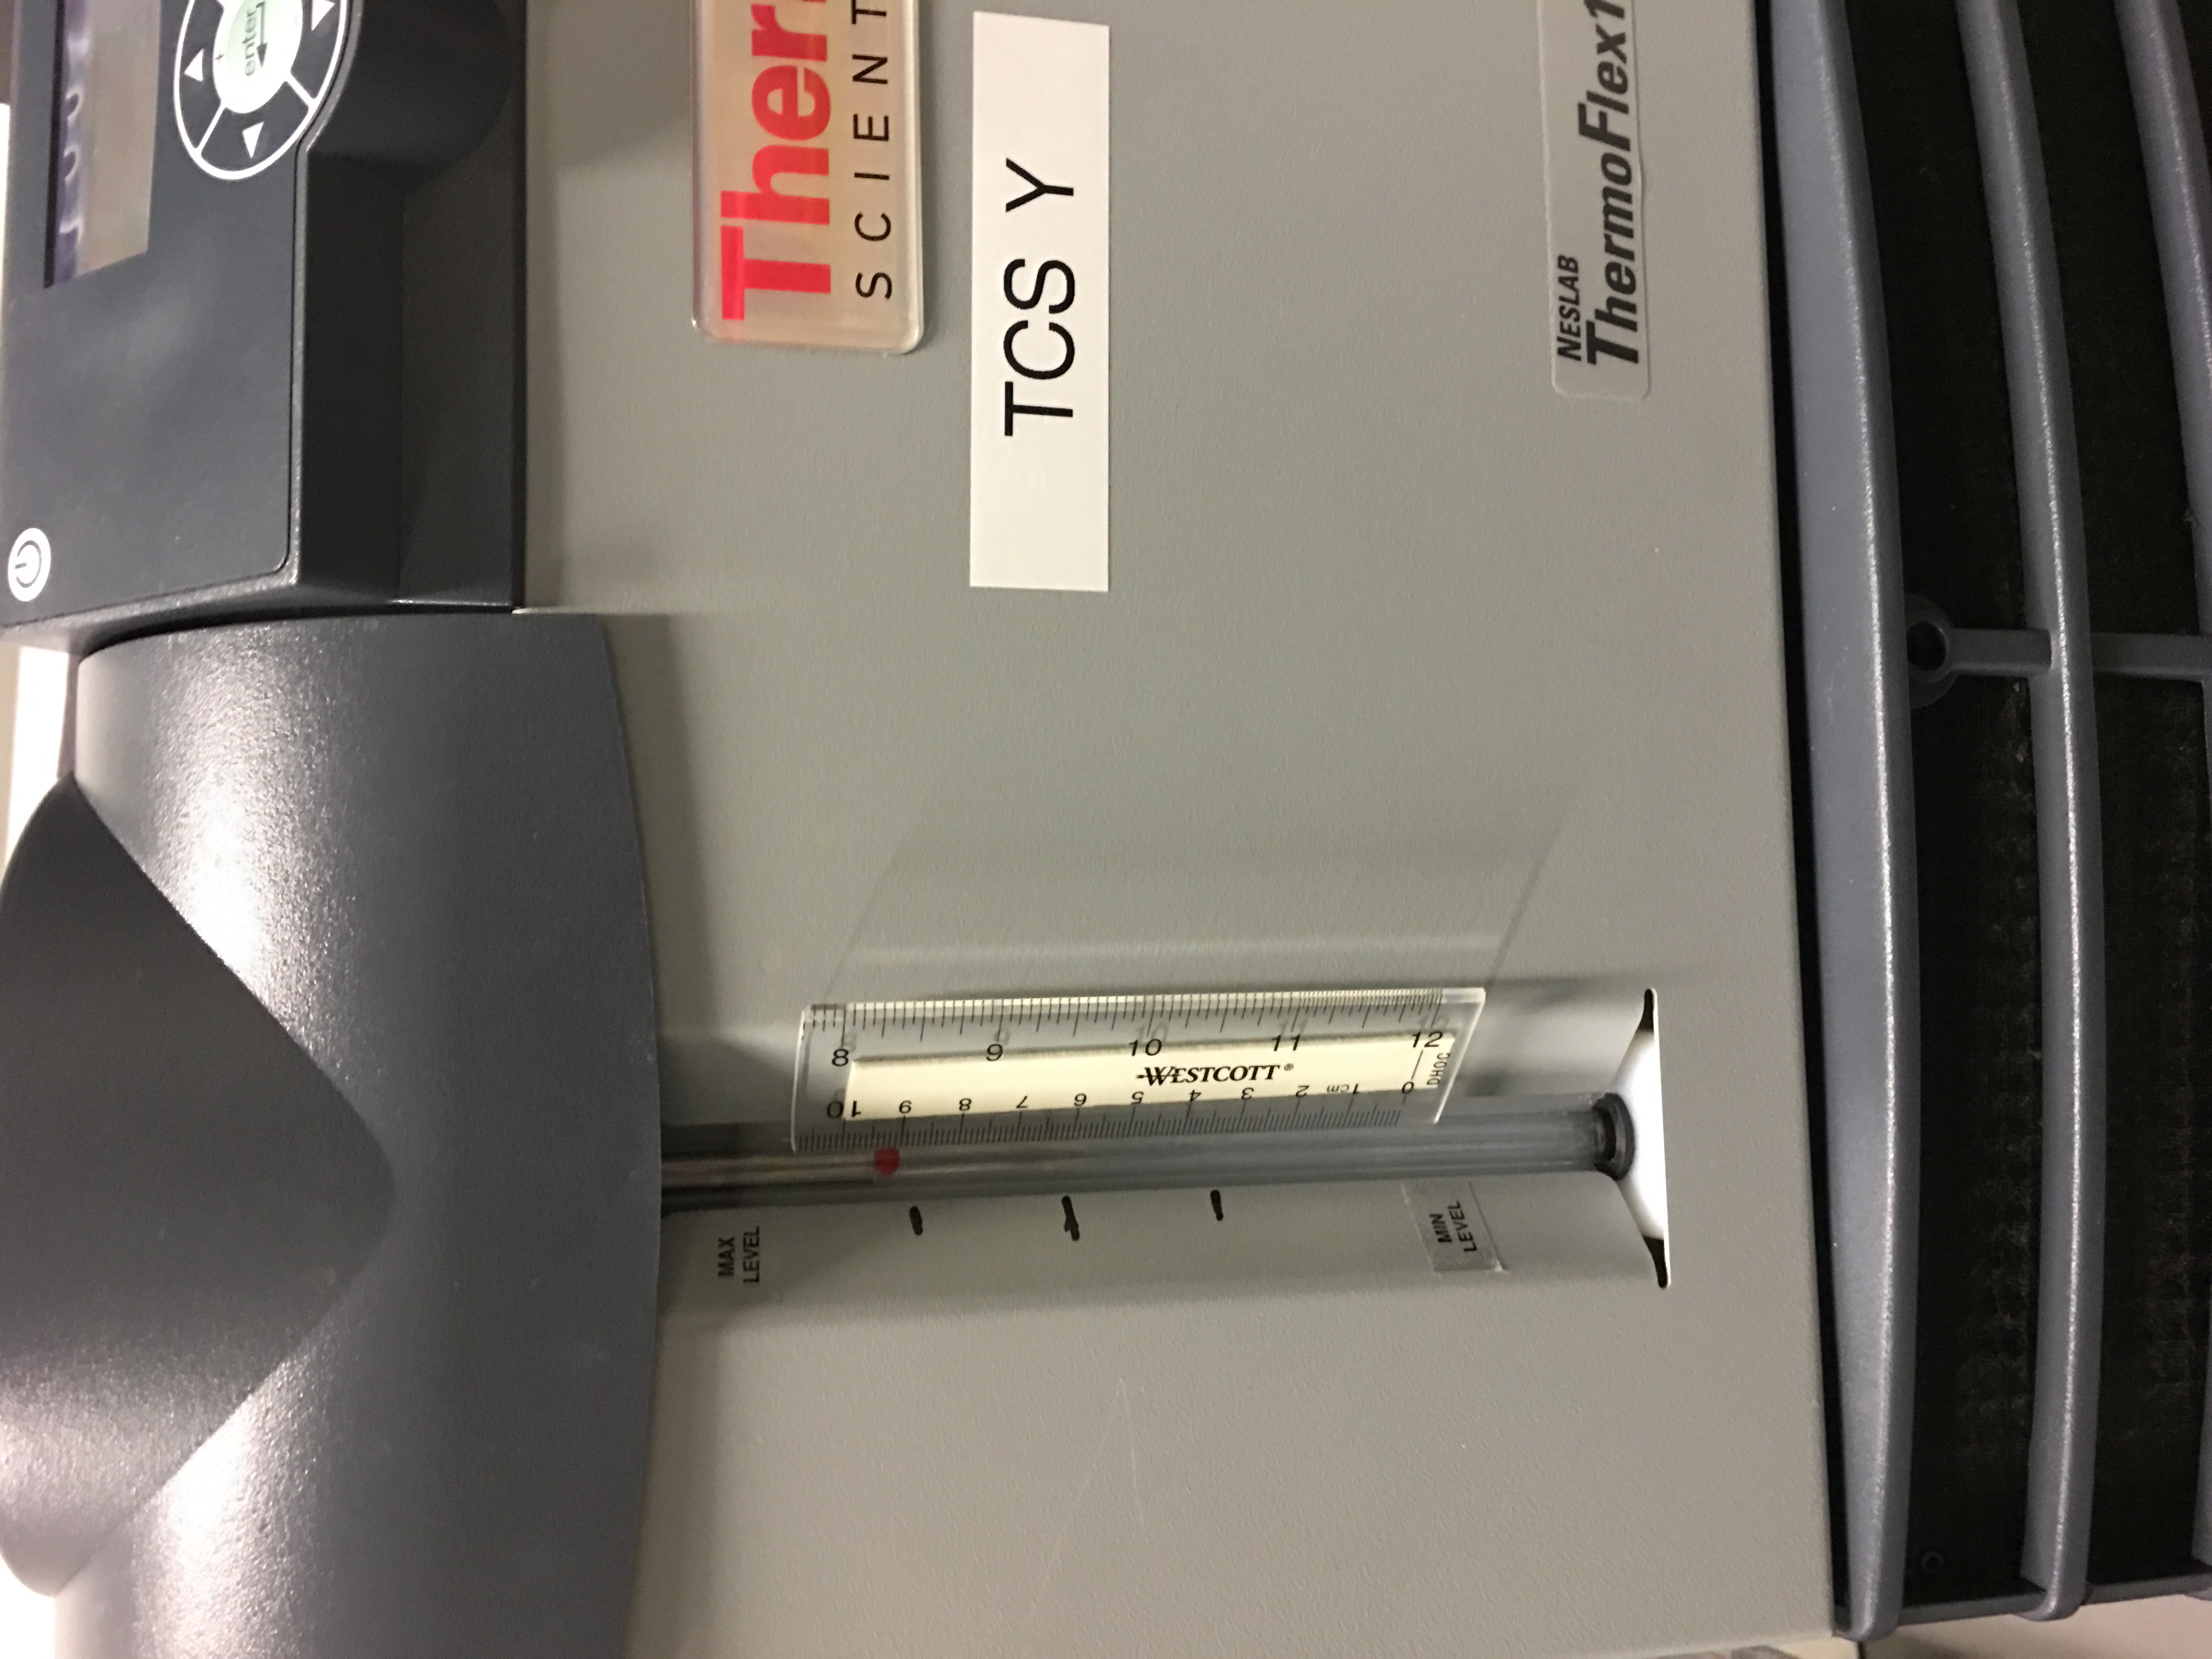 enter
Ther
SCIENT
TCS Y
NESLAB
ThermoFlex1
8 9 10 11 12
WESTCOTT®
10 9 8 7 6 5 4 3 2 1cm 0
DHOC
MAX
LEVEL
MIN
LEVEL